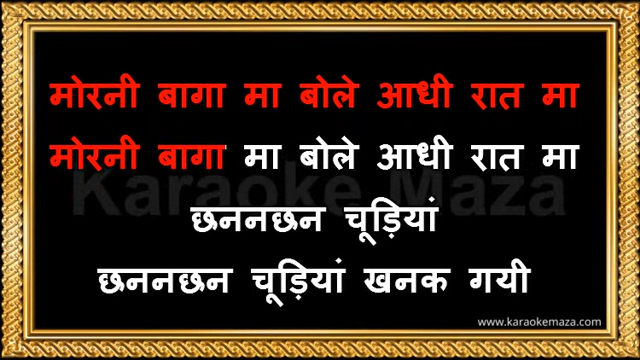 मोरनी बागा मा बोले आधी रात मा
मोरनी बागा मा बोले आधी रात मा
Karaoke Maza
छननछन चूड़ियां
छननछन चूड़ियां खनक गयी
www.karaokemaza.com